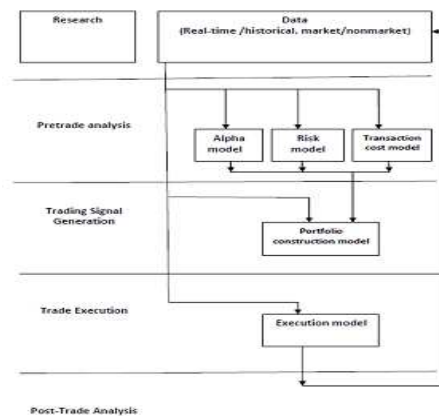 Research
Data
(Real-time /historical, market/nonmarket)
Pretrade analysis
Alpha
model
Risk
model
Transaction
cost model
Trading Signal
Generation
Portfolio
construction model
Trade Execution
Execution model
Post-Trade Analysis